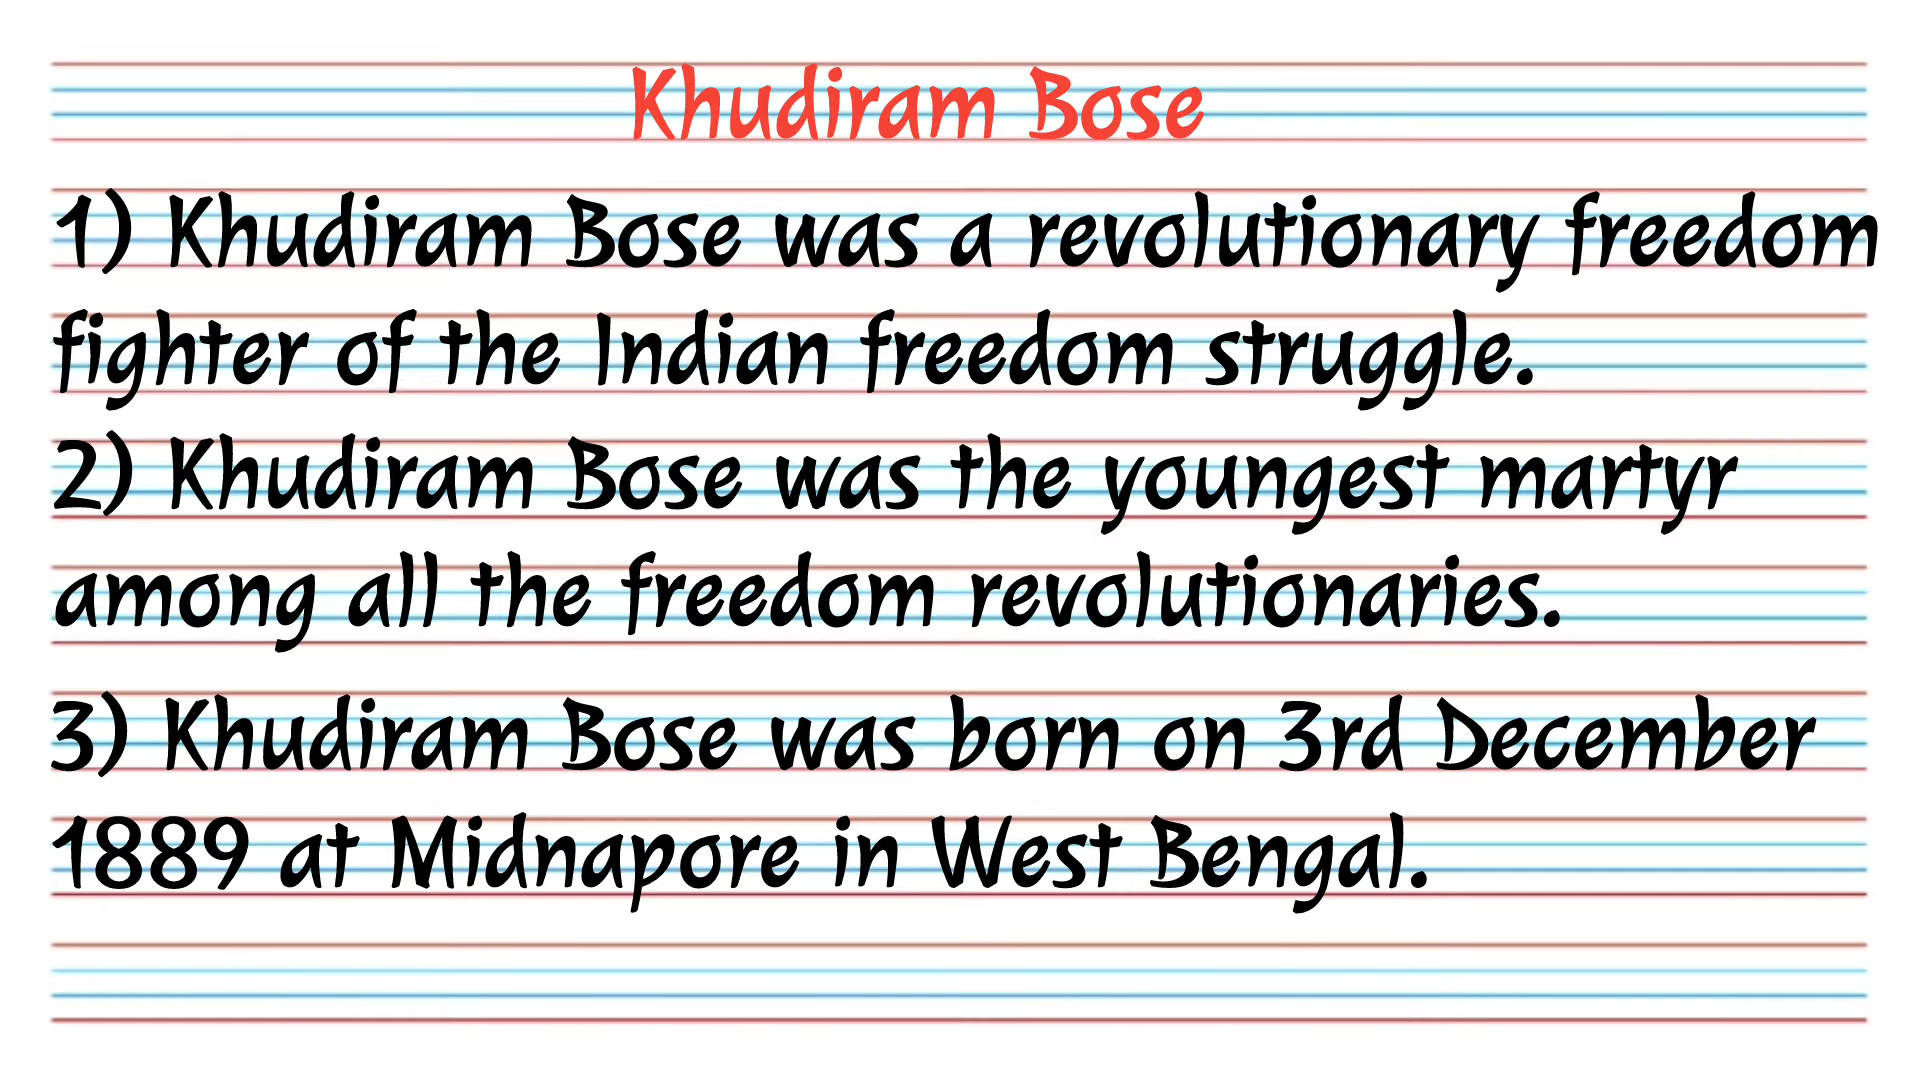 Khudiram Bose
1) Khudiram Bose was a revolutionary freedom
fighter of the Indian freedom struggle.
2) Khudiram Bose was the youngest martyr
among all the freedom revolutionaries.
3) Khudiram Bose was born on 3rd December
1889 at Midnapore in West Bengal.